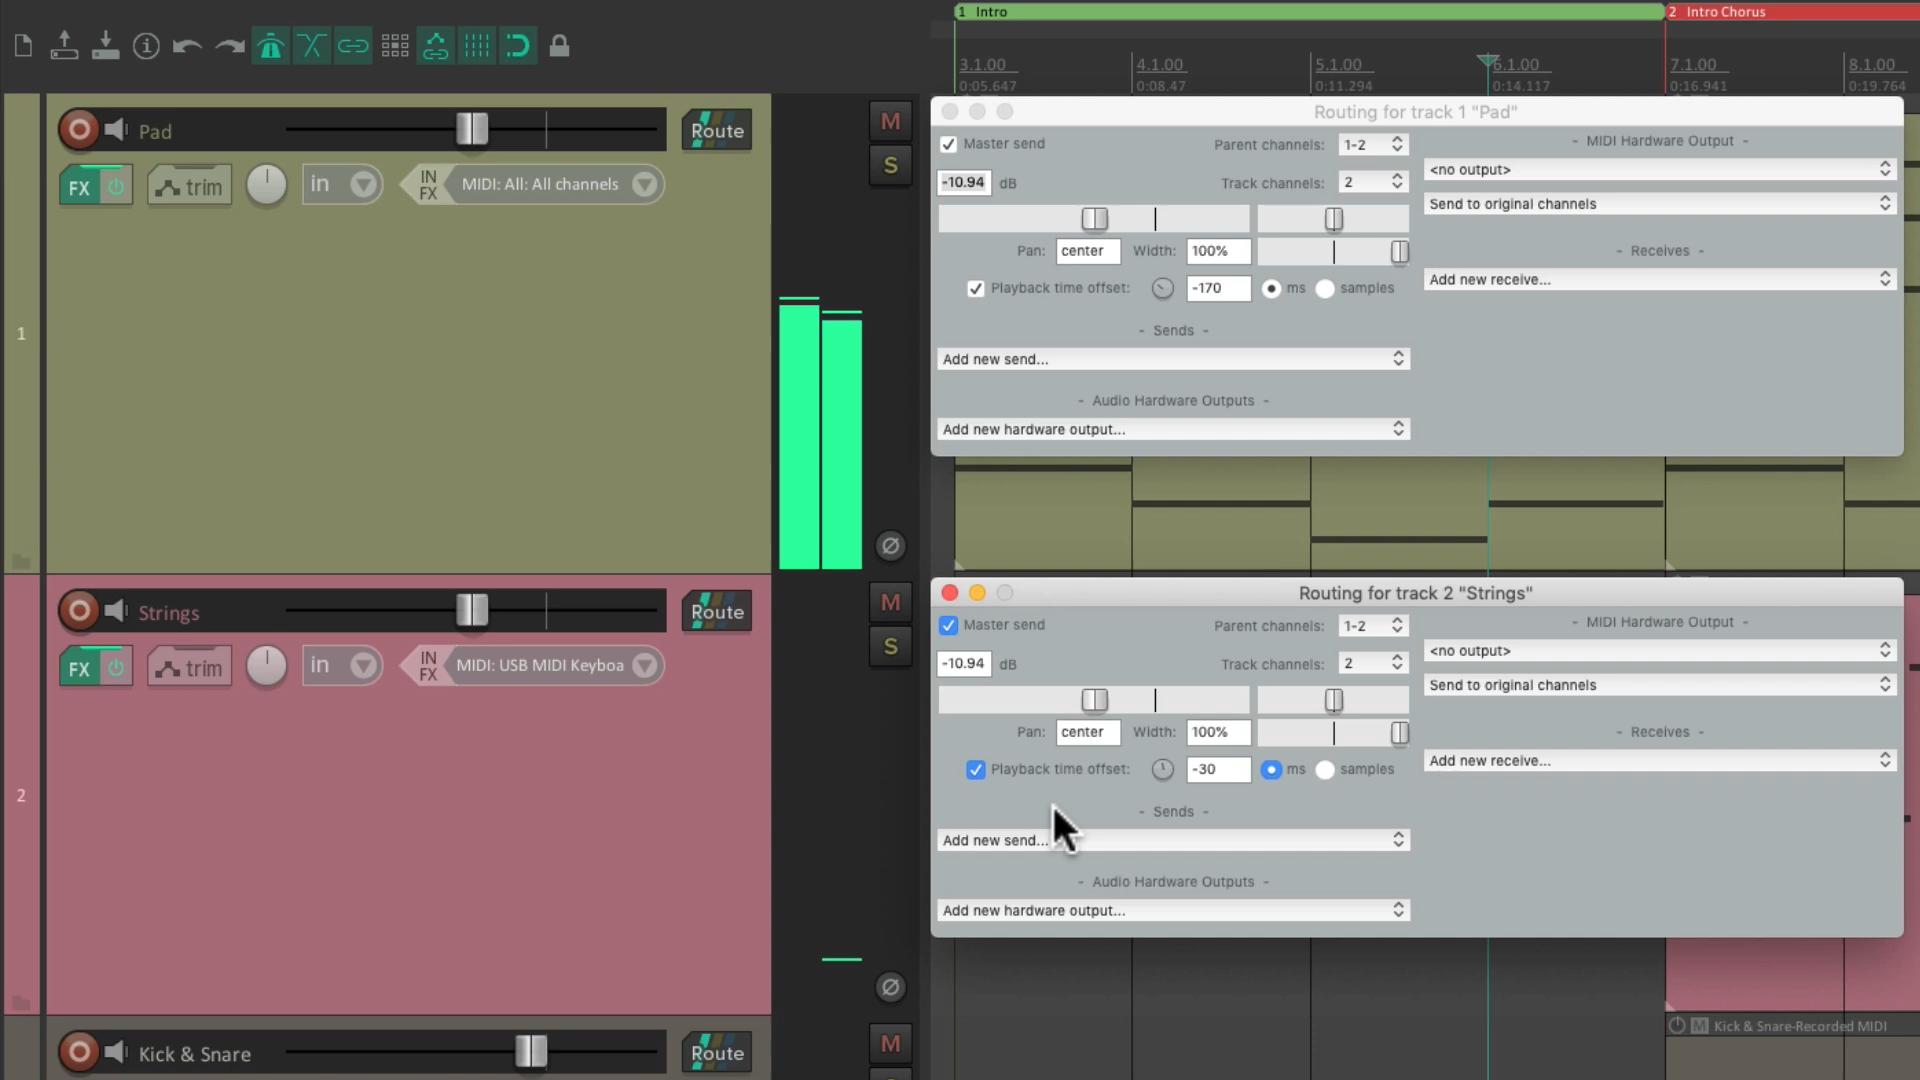 1 Intro
2 Intro Chorus
3.1.00
4.1.00
5.1.00
6.1.00
7.1.00
8.1.00
0:05.647
0:08.47
0:11.294
0:14.117
0:16.941
0:19.764
Pad
Route
M
S
FX
trim
in
IN FX
MIDI: All: All channels
1
Routing for track 1 "Pad"
Master send
Parent channels:
1-2
-10.94
dB
Track channels:
2
Pan:
center
Width:
100%
Playback time offset:
-170
ms
samples
- Sends -
Add new send...
- Audio Hardware Outputs -
Add new hardware output...
- MIDI Hardware Output -
<no output>
Send to original channels
- Receives -
Add new receive...
Strings
Route
M
S
FX
trim
in
IN FX
MIDI: USB MIDI Keyboa
2
Routing for track 2 "Strings"
Master send
Parent channels:
1-2
-10.94
dB
Track channels:
2
Pan:
center
Width:
100%
Playback time offset:
-30
ms
samples
- Sends -
Add new send...
- Audio Hardware Outputs -
Add new hardware output...
- MIDI Hardware Output -
<no output>
Send to original channels
- Receives -
Add new receive...
Kick & Snare
Route
M
M Kick & Snare-Recorded MIDI